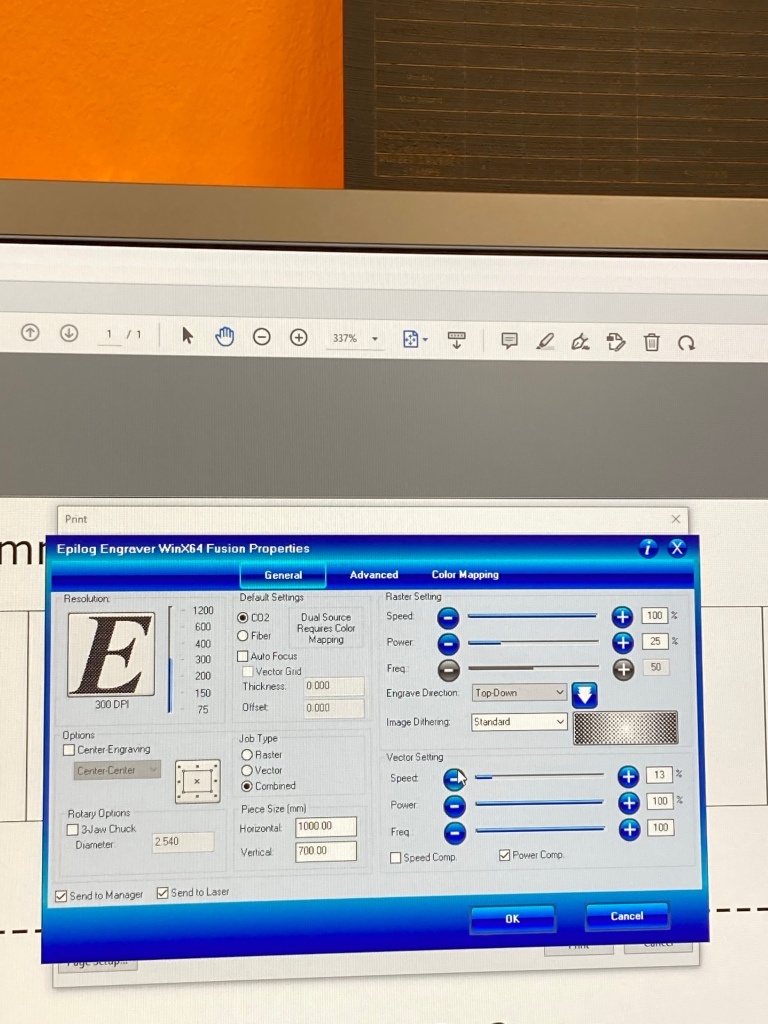 1 / 1
337%
Print
Epilog Engraver WinX64 Fusion Properties
i X
General Advanced Color Mapping
Resolution:
E
300 DPI
1200
600
400
300
200
150
75
Default Settings
CO2
Fiber
Dual Source
Requires Color
Mapping
Auto Focus
Vector Grid
Thickness: 0.000
Offset: 0.000
Raster Setting
Speed: 100 %
Power: 25 %
Freq.: 50
Engrave Direction: Top-Down
Image Dithering: Standard
Options
Center-Engraving
Center-Center
Job Type
Raster
Vector
Combined
Vector Setting
Speed: 13 %
Power: 100 %
Freq. 100
Speed Comp. Power Comp.
Rotary Options
3-Jaw Chuck
Diameter: 2.540
Piece Size (mm)
Horizontal: 1000.00
Vertical: 700.00
Send to Manager Send to Laser
OK Cancel
Page Setup... Print Cancel